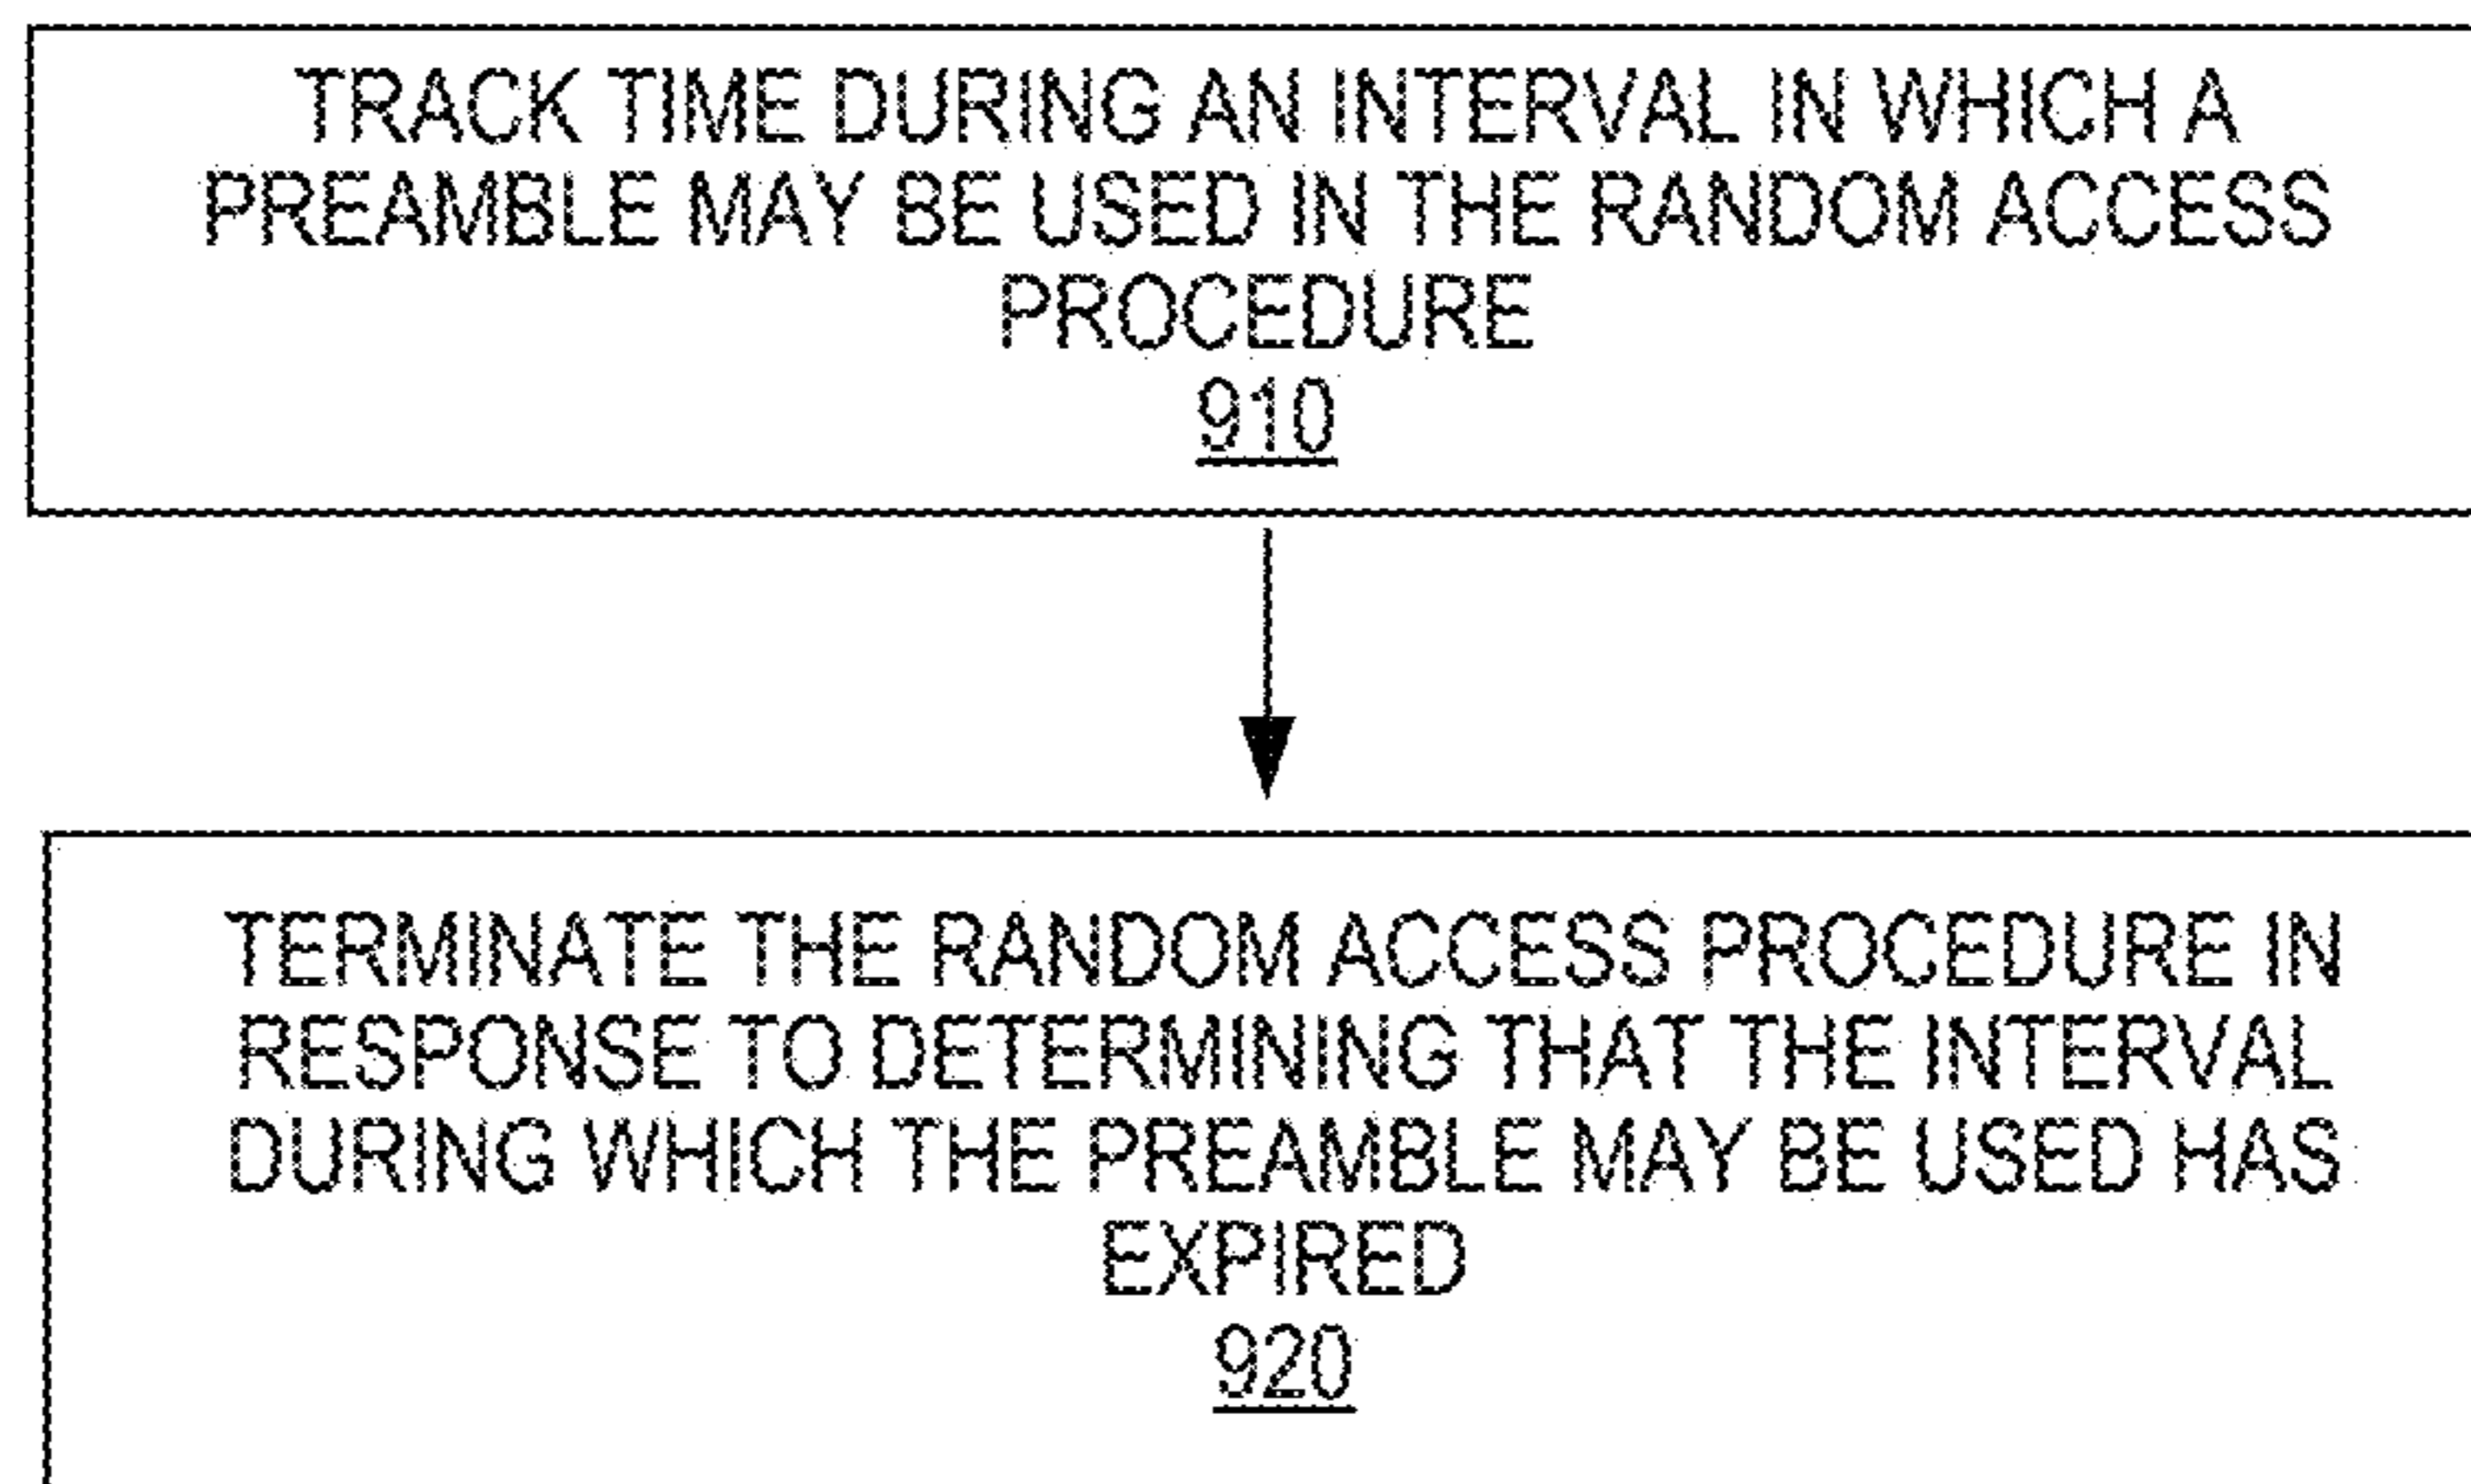 TRACK TIME DURING AN INTERVAL IN WHICH A
PREAMBLE MAY BE USED IN THE RANDOM ACCESS
PROCEDURE
910
TERMINATE THE RANDOM ACCESS PROCEDURE IN
RESPONSE TO DETERMINING THAT THE INTERVAL
DURING WHICH THE PREAMBLE MAY BE USED HAS
EXPIRED
920